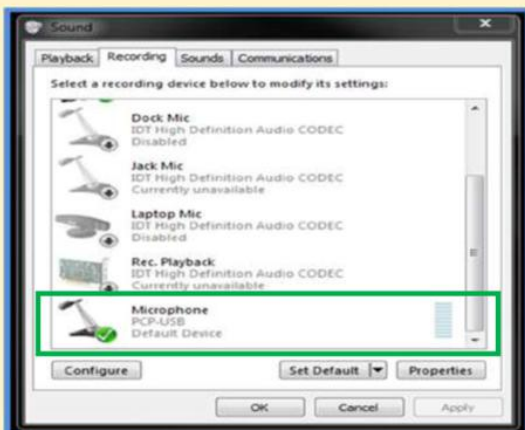 Sound
Playback Recording Sounds Communications
Select a recording device below to modify its settings:
Dock Mic
IDT High Definition Audio CODEC
Disabled
Jack Mic
IDT High Definition Audio CODEC
Currently unavailable
Laptop Mic
IDT High Definition Audio CODEC
Disabled
Rec. Playback
IDT High Definition Audio CODEC
Currently unavailable
Microphone
PCP-USB
Default Device
Configure Set Default Properties
OK Cancel Apply